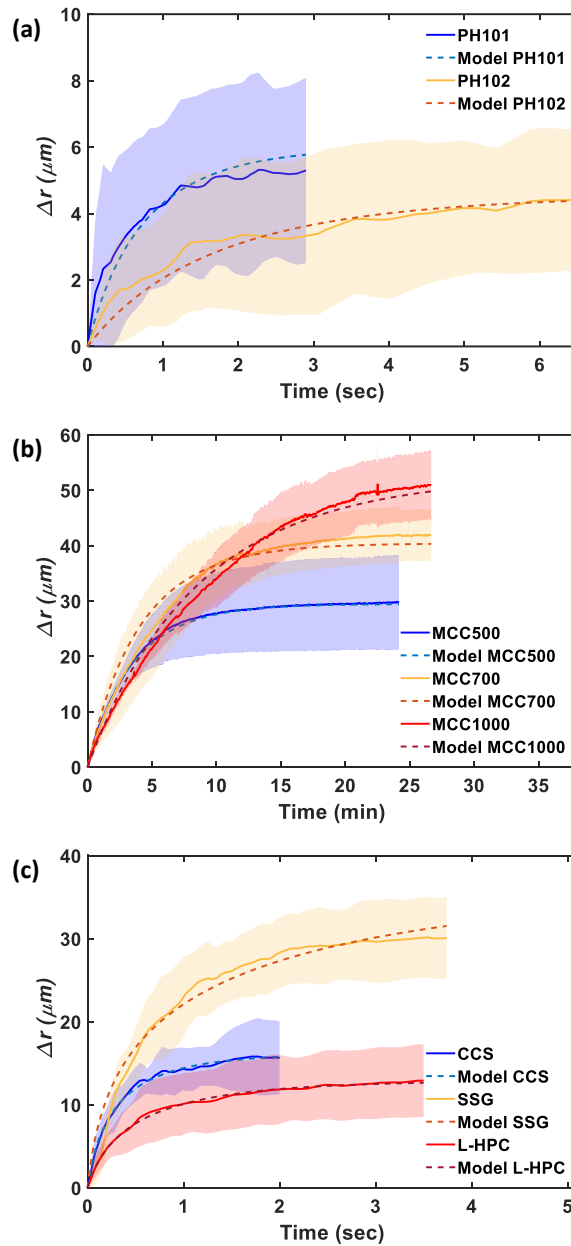 (a)
10
8
6
4
2
0
Δr (μm)
PH101
Model PH101
PH102
Model PH102
0 1 2 3 4 5 6
Time (sec)
(b)
60
50
40
30
20
10
0
Δr (μm)
MCC500
Model MCC500
MCC700
Model MCC700
MCC1000
Model MCC1000
0 5 10 15 20 25 30 35
Time (min)
(c)
40
30
20
10
0
Δr (μm)
CCS
Model CCS
SSG
Model SSG
L-HPC
Model L-HPC
0 1 2 3 4 5
Time (sec)